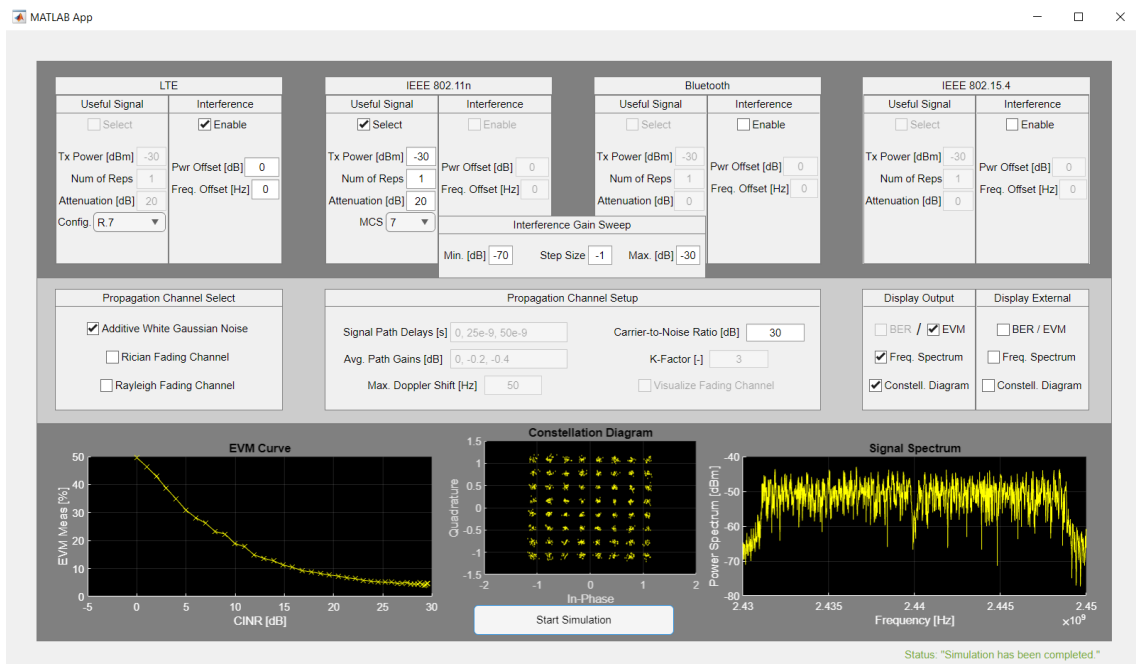 MATLAB App
LTE
Useful Signal Interference
Select Enable
Tx Power [dBm] -30
Pwr Offset [dB] 0
Num of Reps 1
Freq. Offset [Hz] 0
Attenuation [dB] 20
Config. R.7
IEEE 802.11n
Useful Signal Interference
Select Enable
Tx Power [dBm] -30
Pwr Offset [dB] 0
Num of Reps 1
Freq. Offset [Hz] 0
Attenuation [dB] 20
MCS 7
Bluetooth
Useful Signal Interference
Select Enable
Tx Power [dBm] -30
Pwr Offset [dB] 0
Num of Reps 1
Freq. Offset [Hz] 0
Attenuation [dB] 0
IEEE 802.15.4
Useful Signal Interference
Select Enable
Tx Power [dBm] -30
Pwr Offset [dB] 0
Num of Reps 1
Freq. Offset [Hz] 0
Attenuation [dB] 0
Interference Gain Sweep
Min. [dB] -70 Step Size -1 Max. [dB] -30
Propagation Channel Select
Additive White Gaussian Noise
Rician Fading Channel
Rayleigh Fading Channel
Propagation Channel Setup
Signal Path Delays [s] 0, 25e-9, 50e-9 Carrier-to-Noise Ratio [dB] 30
Avg. Path Gains [dB] 0, -0.2, -0.4 K-Factor [-] 3
Max. Doppler Shift [Hz] 50 Visualize Fading Channel
Display Output Display External
BER / EVM BER / EVM
Freq. Spectrum Freq. Spectrum
Constell. Diagram Constell. Diagram
EVM Curve
EVM Meas [%]
50
40
30
20
10
0
-5 0 5 10 15 20 25 30
CINR [dB]
Constellation Diagram
Quadrature
1.5
1
0.5
0
-0.5
-1
-1.5
-2 -1 0 1 2
In-Phase
Start Simulation
Signal Spectrum
Power Spectrum [dBm]
-40
-50
-60
-70
-80
2.43 2.435 2.44 2.445 2.45
Frequency [Hz] ×10⁹
Status: "Simulation has been completed."